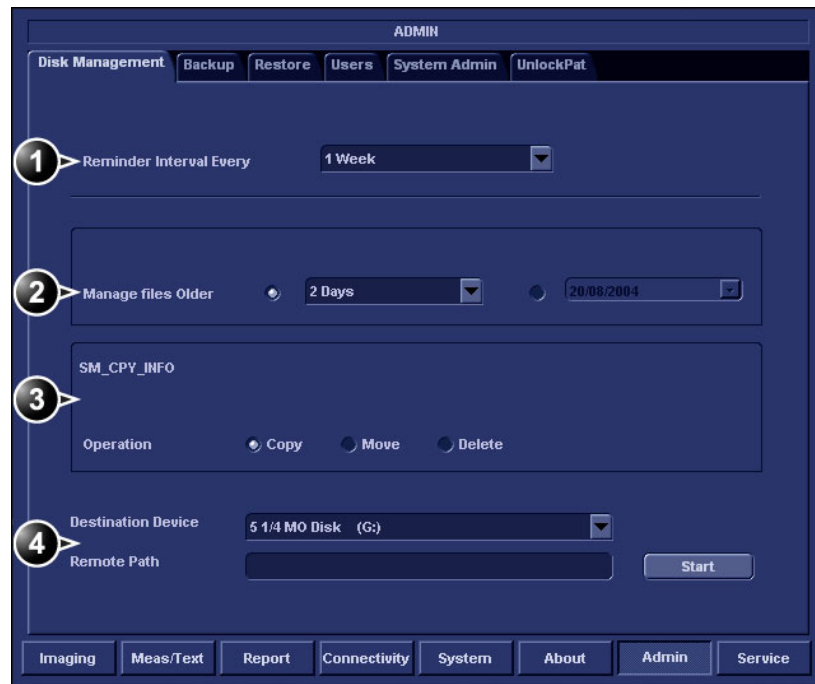 ADMIN
Disk Management Backup Restore Users System Admin UnlockPat
1 Reminder Interval Every 1 Week
2 Manage files Older 2 Days 20/08/2004
SM_CPY_INFO
3
Operation Copy Move Delete
Destination Device 5 1/4 MO Disk (G:)
4
Remote Path Start
Imaging Meas/Text Report Connectivity System About Admin Service